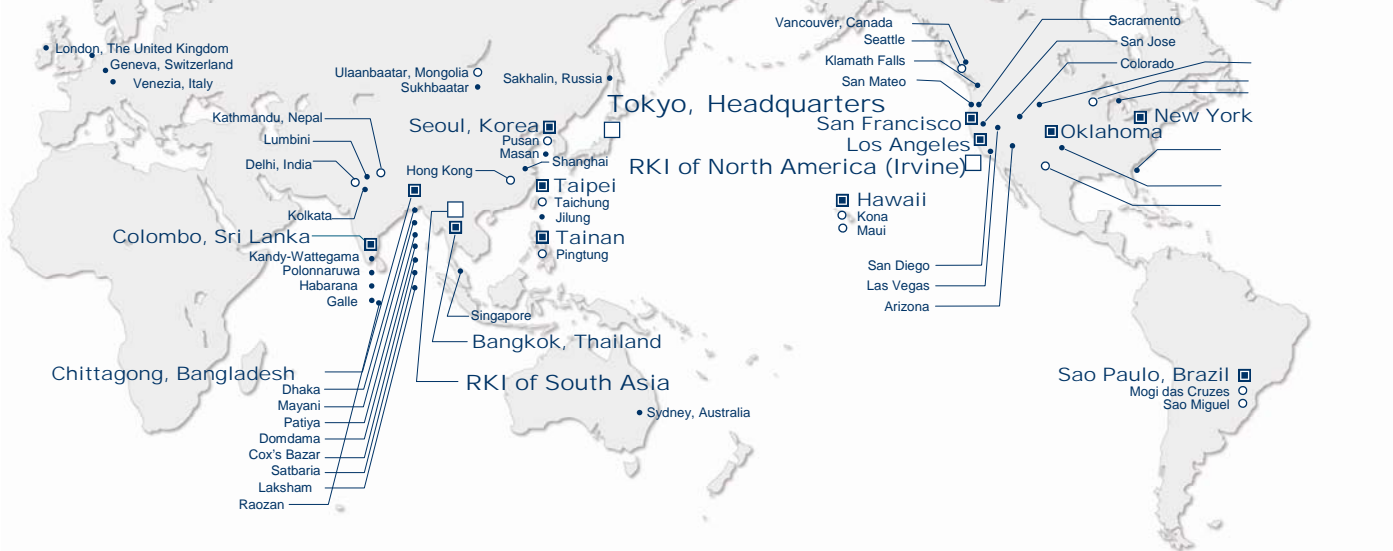 London, The United Kingdom
Geneva, Switzerland
Venezia, Italy
Ulaanbaatar, Mongolia
Sukhbaatar
Sakhalin, Russia
Tokyo, Headquarters
Seoul, Korea
Pusan
Masan
Shanghai
Hong Kong
Kathmandu, Nepal
Lumbini
Delhi, India
Kolkata
Colombo, Sri Lanka
Kandy-Wattegama
Polonnaruwa
Habarana
Galle
Taipei
Taichung
Jilung
Tainan
Pingtung
Singapore
Bangkok, Thailand
RKI of South Asia
Chittagong, Bangladesh
Dhaka
Mayani
Patiya
Domdama
Cox's Bazar
Satbaria
Laksham
Raozan
Sydney, Australia
Vancouver, Canada
Seattle
Klamath Falls
San Mateo
San Francisco
Los Angeles
RKI of North America (Irvine)
Sacramento
San Jose
Colorado
New York
Oklahoma
Hawaii
Kona
Maui
San Diego
Las Vegas
Arizona
Sao Paulo, Brazil
Mogi das Cruzes
Sao Miguel